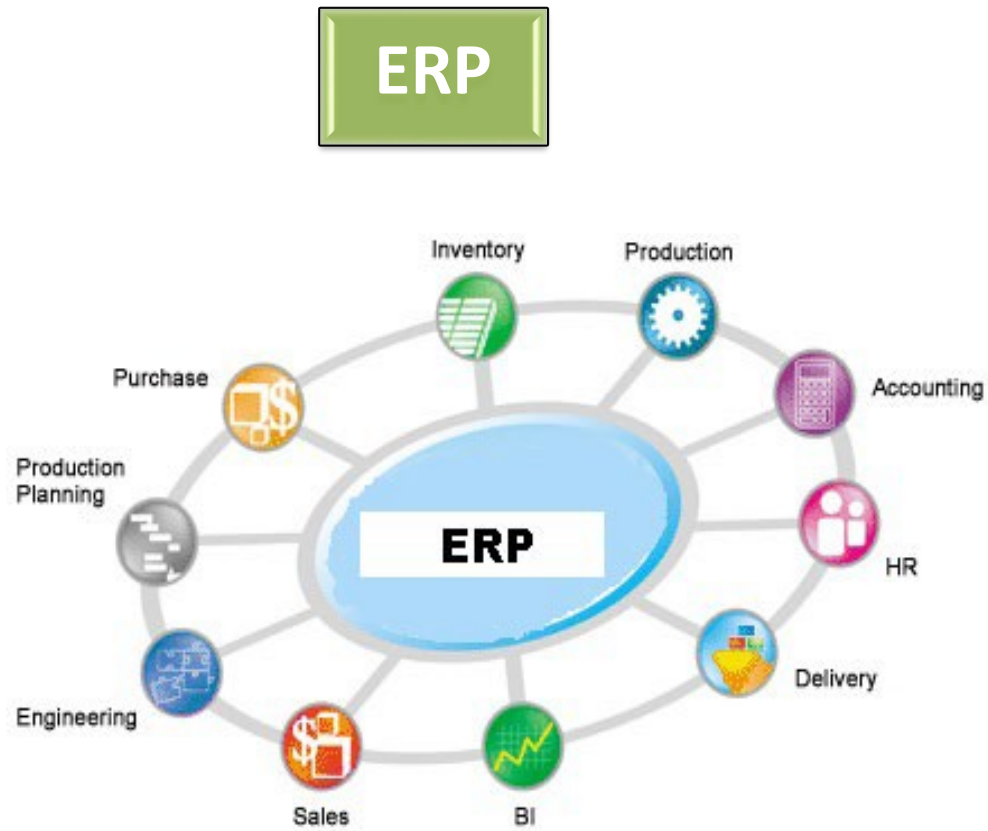 ERP
Inventory
Production
Purchase
Accounting
Production
Planning
ERP
HR
Delivery
Engineering
Sales
BI